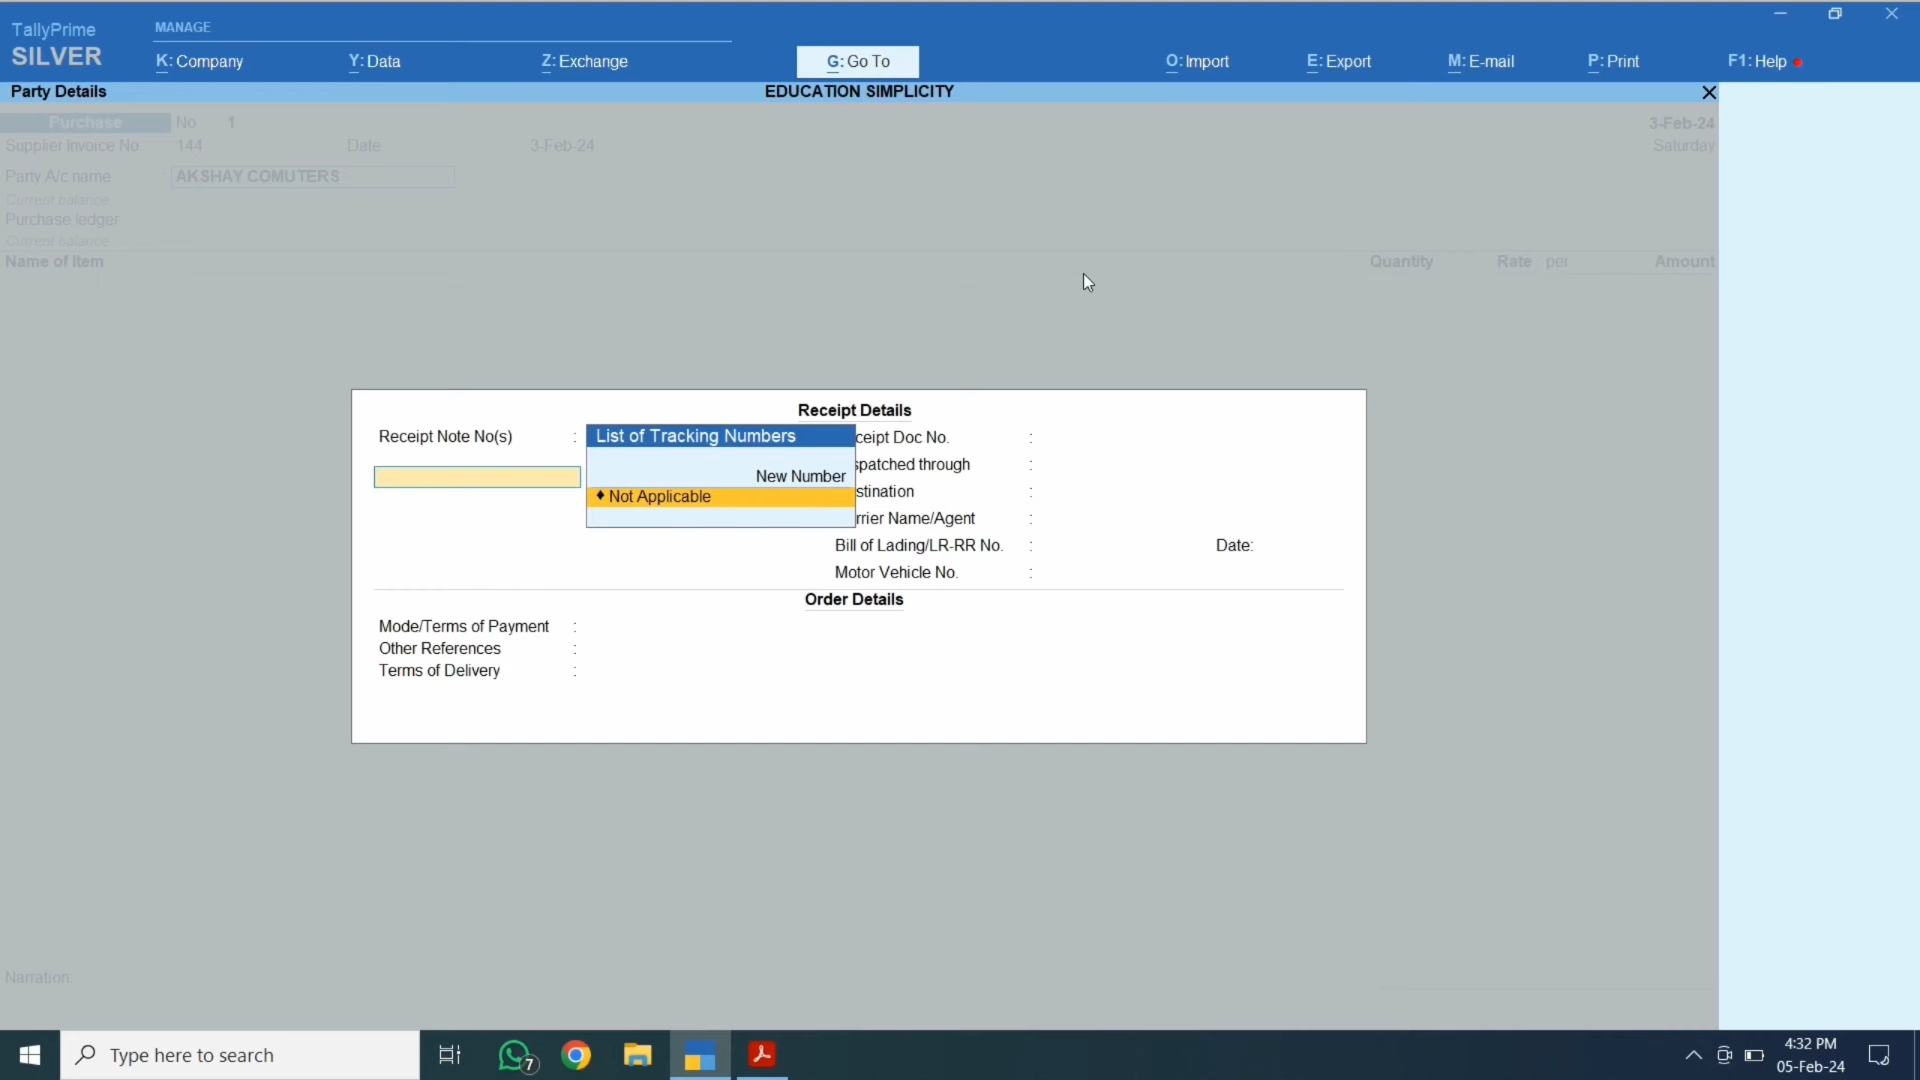 TallyPrime
MANAGE
SILVER
K: Company
Y: Data
Z: Exchange
G: Go To
O: Import
E: Export
M: E-mail
P: Print
F1: Help
Party Details
EDUCATION SIMPLICITY
Purchase No 1
3-Feb-24
Supplier Invoice No. 144 Date 3-Feb-24
Saturday
Party A/c name : AKSHAY COMUTERS
Current balance
Purchase ledger
Current balance
Name of Item
Quantity Rate per Amount
Receipt Details
Receipt Note No(s) :
List of Tracking Numbers
New Number
♦ Not Applicable
ceipt Doc No. :
spatched through :
stination :
rrier Name/Agent :
Bill of Lading/LR-RR No. : Date:
Motor Vehicle No. :
Order Details
Mode/Terms of Payment :
Other References :
Terms of Delivery :
Narration:
Type here to search
7
4:32 PM
05-Feb-24